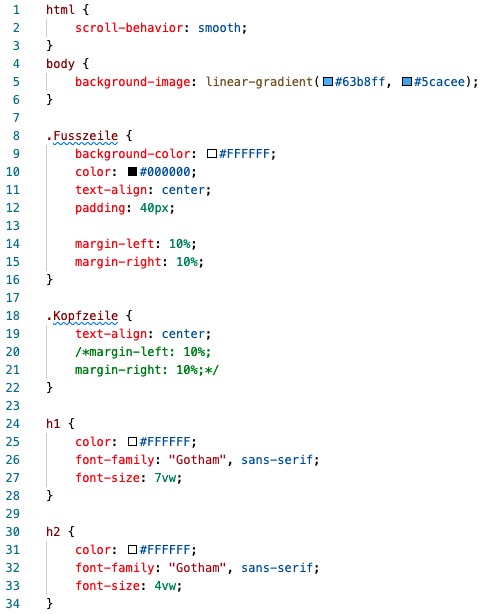 1 html {
2 scroll-behavior: smooth;
3 }
4 body {
5 background-image: linear-gradient(#63b8ff, #5cacee);
6 }
7
8 .Fusszeile {
9 background-color: #FFFFFF;
10 color: #000000;
11 text-align: center;
12 padding: 40px;
13
14 margin-left: 10%;
15 margin-right: 10%;
16 }
17
18 .Kopfzeile {
19 text-align: center;
20 /*margin-left: 10%;
21 margin-right: 10%;*/
22 }
23
24 h1 {
25 color: #FFFFFF;
26 font-family: "Gotham", sans-serif;
27 font-size: 7vw;
28 }
29
30 h2 {
31 color: #FFFFFF;
32 font-family: "Gotham", sans-serif;
33 font-size: 4vw;
34 }